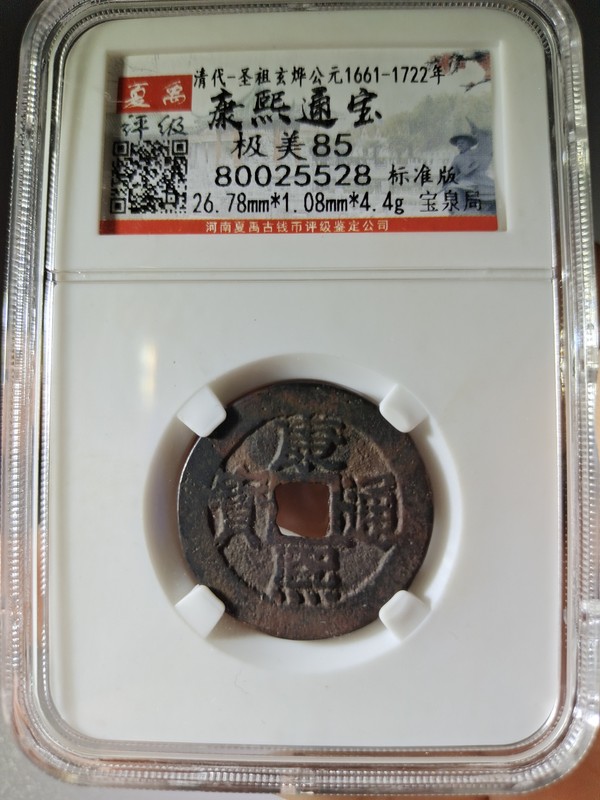 夏禹
评级
清代-圣祖玄烨公元1661-1722年
康熙通宝
极美85
80025528 标准版
26.78mm*1.08mm*4.4g 宝泉局
河南夏禹古钱币评级鉴定公司
康熙通寶